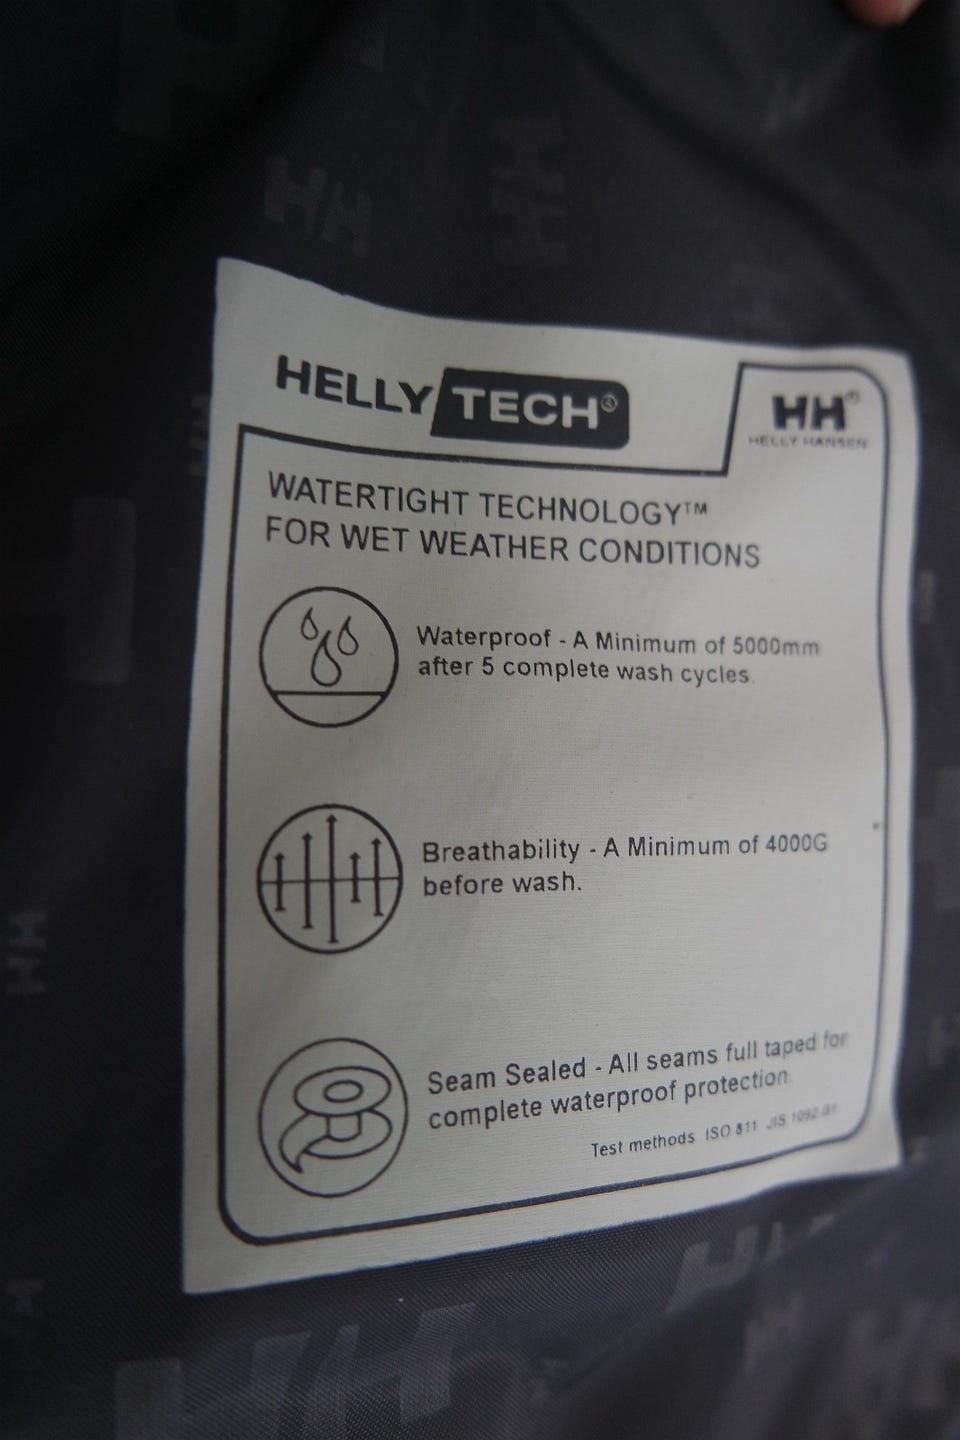 HELLY TECH®
HH®
HELLY HANSEN
WATERTIGHT TECHNOLOGY™
FOR WET WEATHER CONDITIONS
Waterproof - A Minimum of 5000mm
after 5 complete wash cycles.
Breathability - A Minimum of 4000G
before wash.
Seam Sealed - All seams full taped for
complete waterproof protection.
Test methods ISO 811 JIS